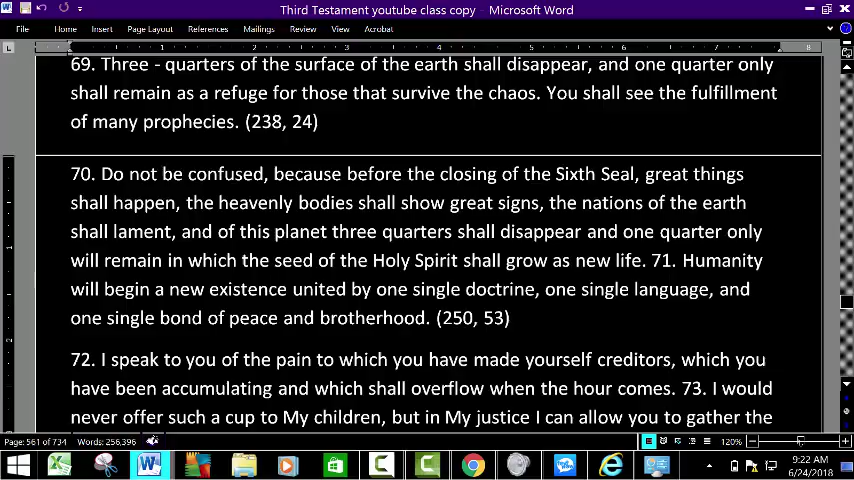 Third Testament youtube class copy - Microsoft Word
File Home Insert Page Layout References Mailings Review View Acrobat
69. Three - quarters of the surface of the earth shall disappear, and one quarter only
shall remain as a refuge for those that survive the chaos. You shall see the fulfillment
of many prophecies. (238, 24)
70. Do not be confused, because before the closing of the Sixth Seal, great things
shall happen, the heavenly bodies shall show great signs, the nations of the earth
shall lament, and of this planet three quarters shall disappear and one quarter only
will remain in which the seed of the Holy Spirit shall grow as new life. 71. Humanity
will begin a new existence united by one single doctrine, one single language, and
one single bond of peace and brotherhood. (250, 53)
72. I speak to you of the pain to which you have made yourself creditors, which you
have been accumulating and which shall overflow when the hour comes. 73. I would
never offer such a cup to My children, but in My justice I can allow you to gather the
Page: 561 of 734 Words: 256,396 120%
9:22 AM
6/24/2018